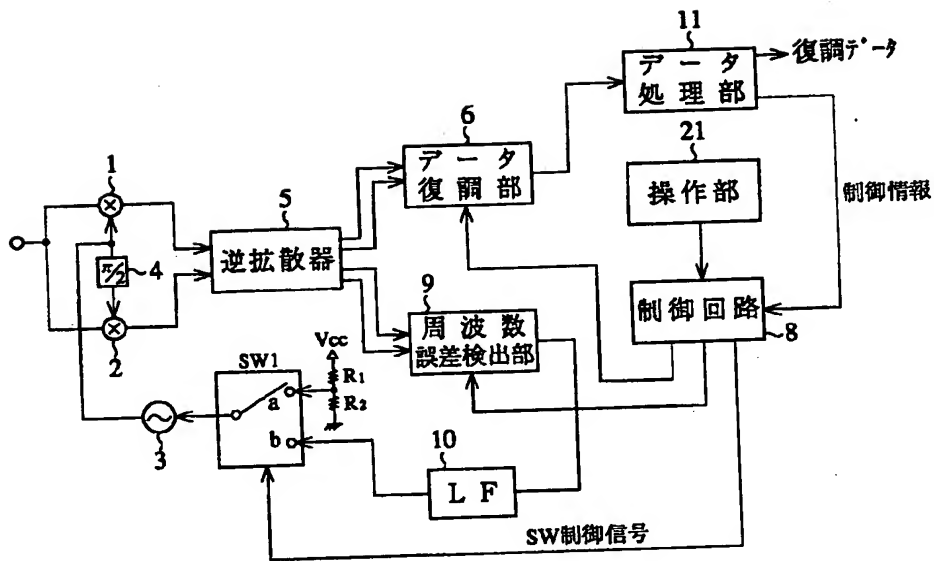 11
データ
処理部
復調データ
6
データ
復調部
21
操作部
制御情報
1
5
逆拡散器
π/2
4
2
9
周波数
誤差検出部
制御回路
8
Vcc
R1
R2
SW1
a
b
3
10
LF
SW制御信号